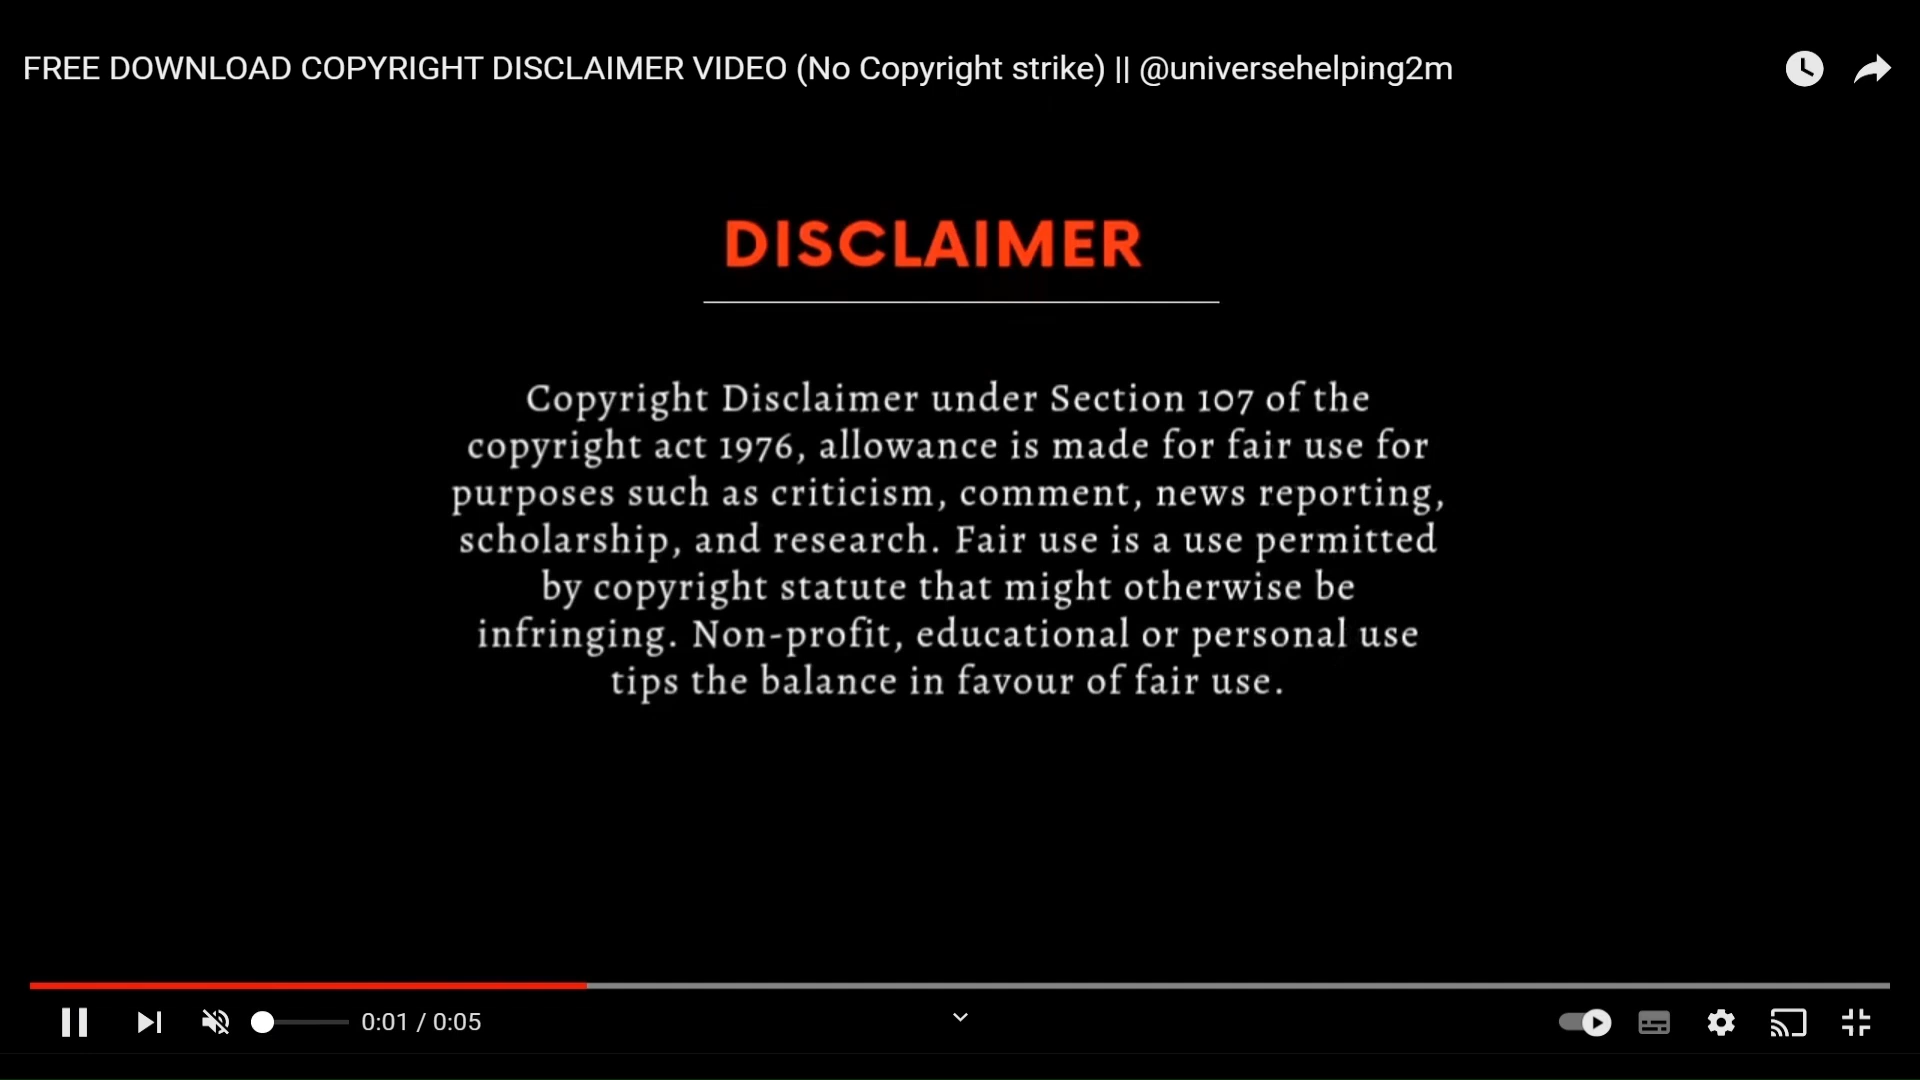 FREE DOWNLOAD COPYRIGHT DISCLAIMER VIDEO (No Copyright strike) || @universehelping2m
DISCLAIMER
Copyright Disclaimer under Section 107 of the
copyright act 1976, allowance is made for fair use for
purposes such as criticism, comment, news reporting,
scholarship, and research. Fair use is a use permitted
by copyright statute that might otherwise be
infringing. Non-profit, educational or personal use
tips the balance in favour of fair use.
0:01 / 0:05